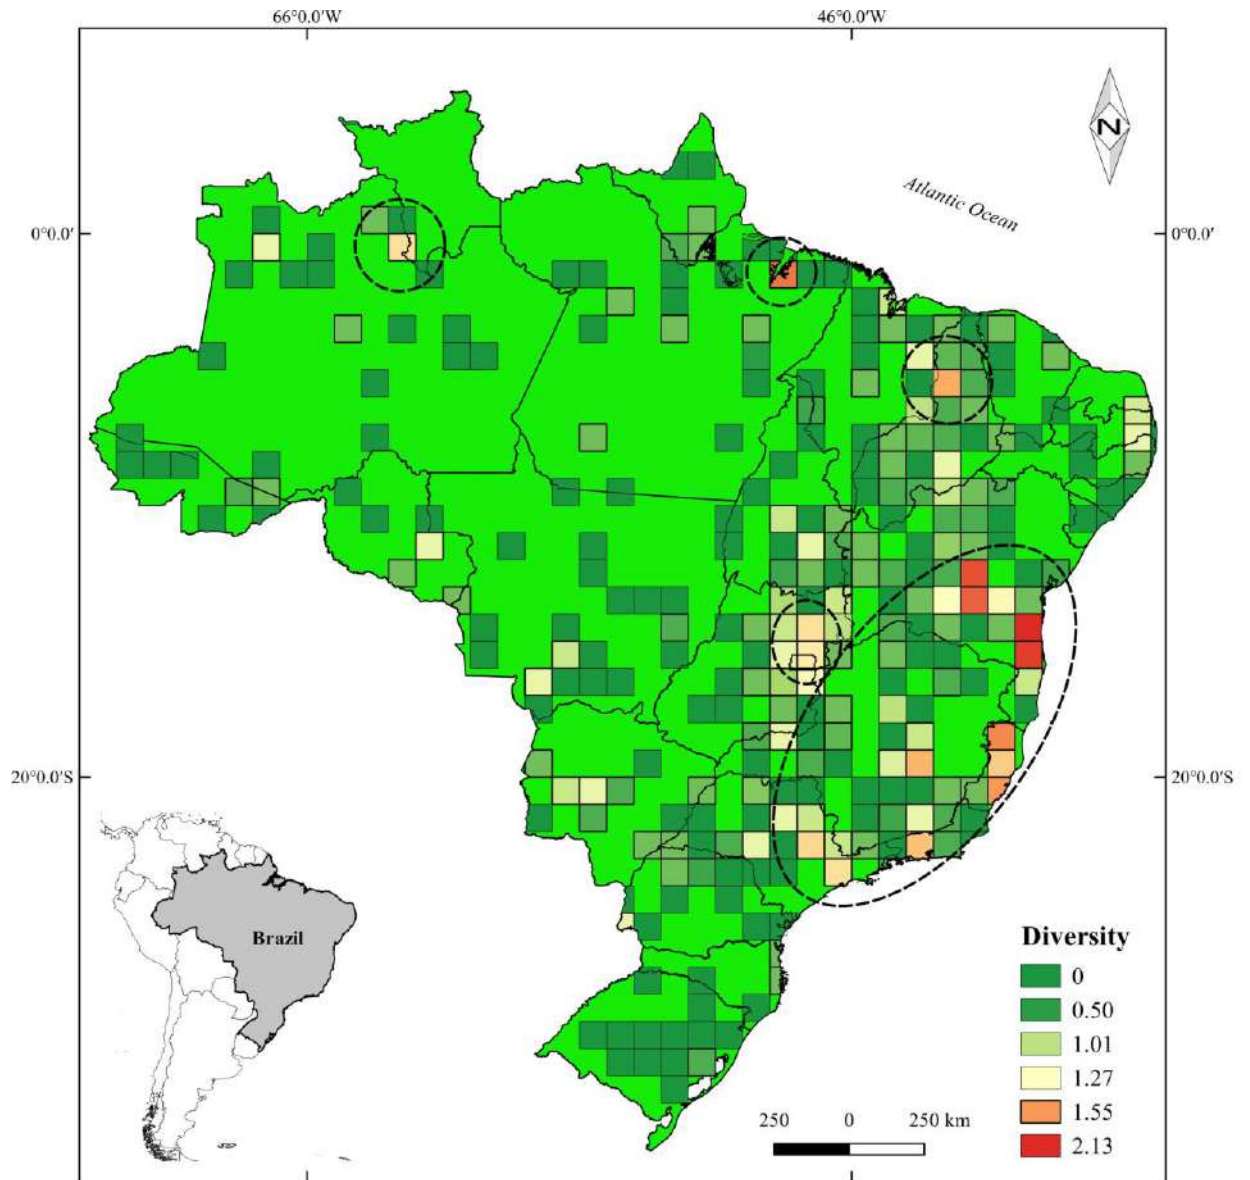 66°0.0′W 46°0.0′W
N
Atlantic Ocean
0°0.0′ 0°0.0′
20°0.0′S 20°0.0′S
Brazil
Diversity
0
0.50
1.01
1.27
1.55
2.13
250 0 250 km